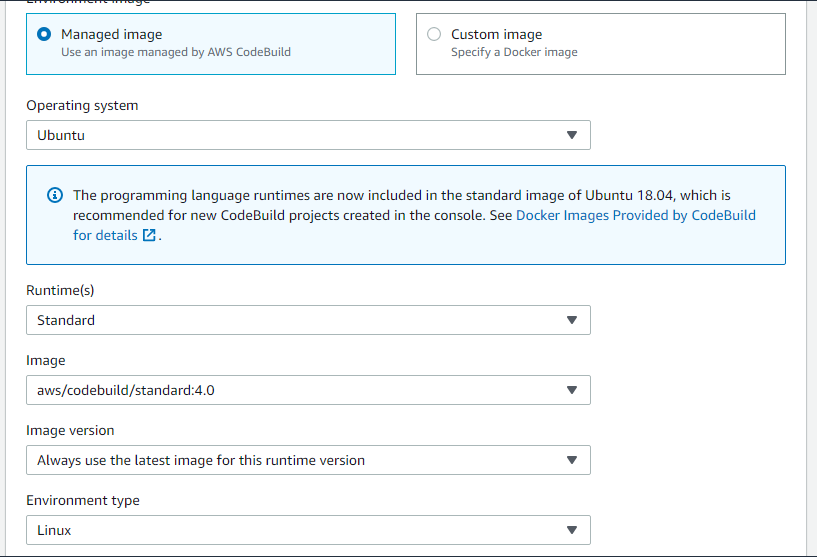 Environment image
Managed image
Use an image managed by AWS CodeBuild
Custom image
Specify a Docker image
Operating system
Ubuntu
The programming language runtimes are now included in the standard image of Ubuntu 18.04, which is
recommended for new CodeBuild projects created in the console. See Docker Images Provided by CodeBuild
for details .
Runtime(s)
Standard
Image
aws/codebuild/standard:4.0
Image version
Always use the latest image for this runtime version
Environment type
Linux